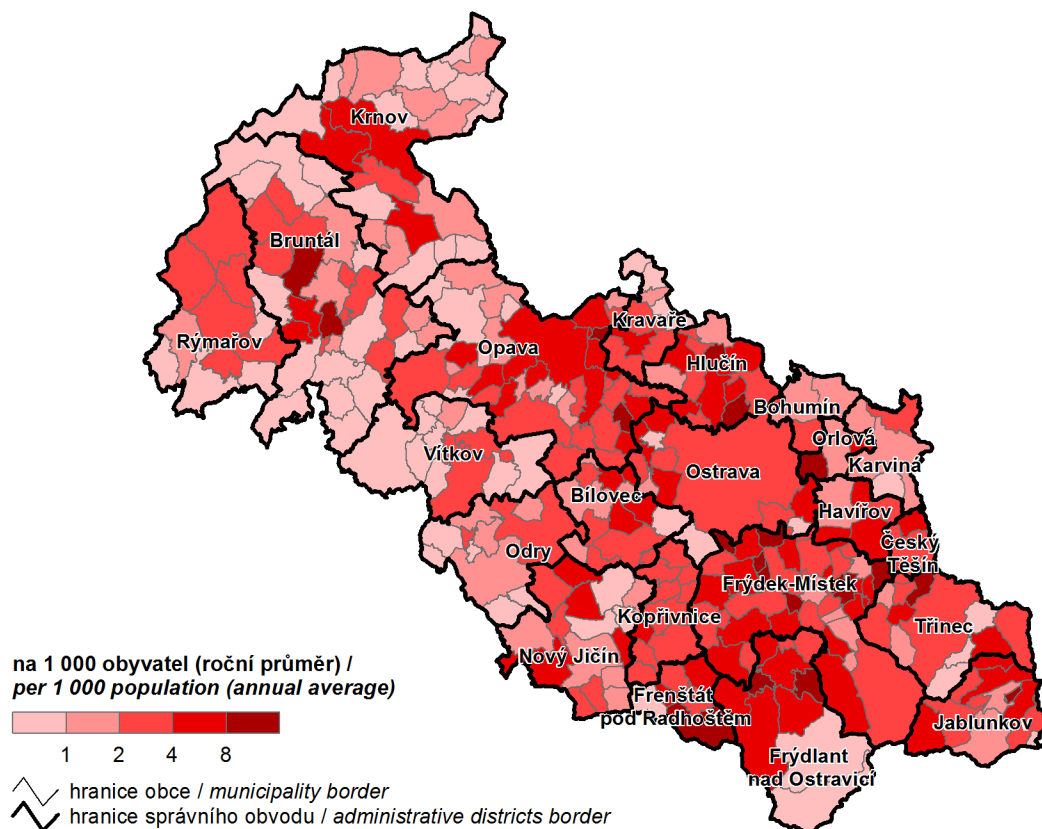 Krnov
Bruntál
Rýmařov
Opava
Kravaře
Hlučín
Bohumín
Orlová
Karviná
Vítkov
Ostrava
Bílovec
Havířov
Český
Těšín
Odry
Frýdek-Místek
Kopřivnice
Třinec
Nový Jičín
Frenštát
pod Radhoštěm
Jablunkov
Frýdlant
nad Ostravicí
na 1 000 obyvatel (roční průměr) /
per 1 000 population (annual average)
1 2 4 8
hranice obce / municipality border
hranice správního obvodu / administrative districts border